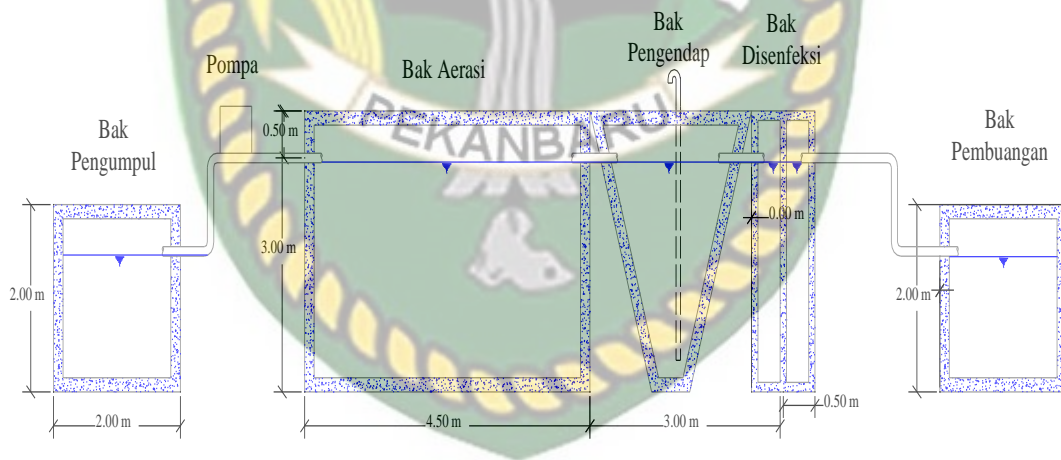 Bak
Pengendap
Bak
Disenfeksi
Pompa
Bak Aerasi
Bak
Pengumpul
Bak
Pembuangan
PEKANBARU
0.50 m
0.00 m
3.00 m
2.00 m
2.00 m
2.00 m
4.50 m
3.00 m
0.50 m